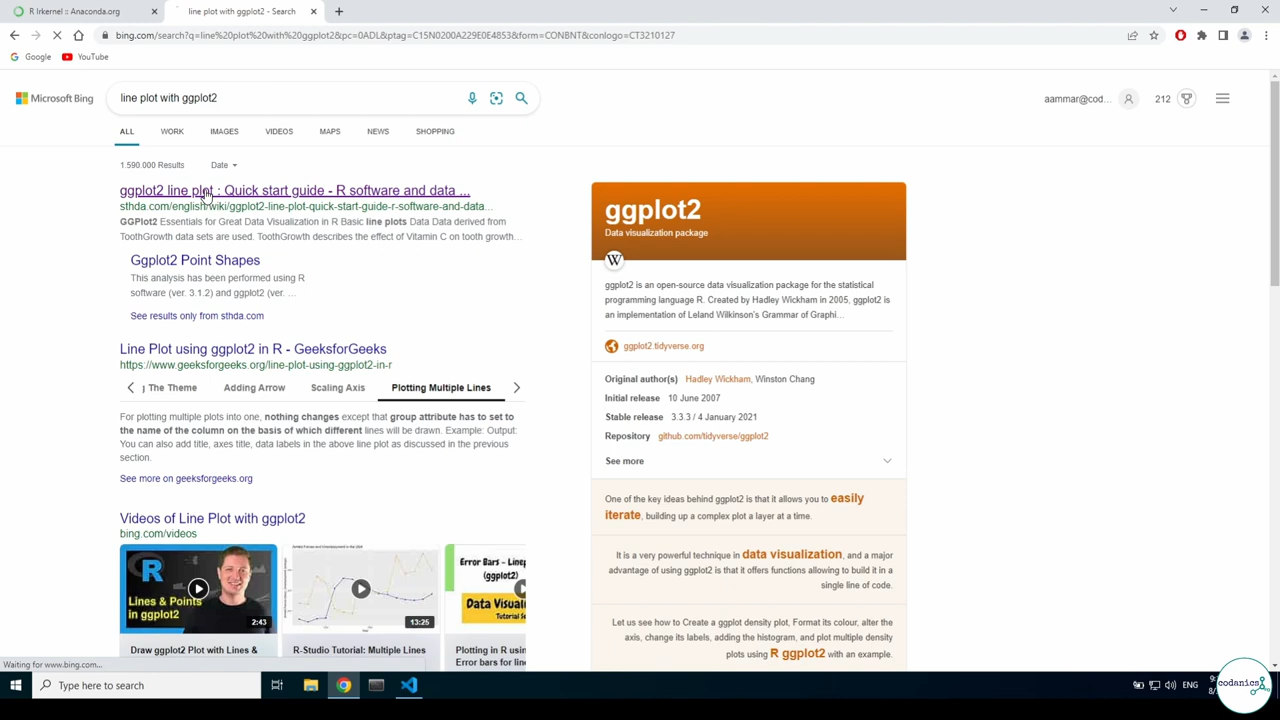 R Irkernel :: Anaconda.org
line plot with ggplot2 - Search
bing.com/search?q=line%20plot%20with%20ggplot2&pc=0ADL&ptag=C15N0200A229E0E4853&form=CONBNT&conlogo=CT3210127
Google
YouTube
Microsoft Bing
line plot with ggplot2
aammar@cod...
212
ALL
WORK
IMAGES
VIDEOS
MAPS
NEWS
SHOPPING
1.590.000 Results
Date
ggplot2 line plot : Quick start guide - R software and data ...
sthda.com/english/wiki/ggplot2-line-plot-quick-start-guide-r-software-and-data...
GGPlot2 Essentials for Great Data Visualization in R Basic line plots Data Data derived from
ToothGrowth data sets are used. ToothGrowth describes the effect of Vitamin C on tooth growth...
Ggplot2 Point Shapes
This analysis has been performed using R
software (ver. 3.1.2) and ggplot2 (ver. ...
See results only from sthda.com
Line Plot using ggplot2 in R - GeeksforGeeks
https://www.geeksforgeeks.org/line-plot-using-ggplot2-in-r
The Theme
Adding Arrow
Scaling Axis
Plotting Multiple Lines
For plotting multiple plots into one, nothing changes except that group attribute has to set to
the name of the column on the basis of which different lines will be drawn. Example: Output:
You can also add title, axes title, data labels in the above line plot as discussed in the previous
section.
See more on geeksforgeeks.org
Videos of Line Plot with ggplot2
bing.com/videos
R
Lines & Points
in ggplot2
2:43
13:25
Error Bars – Linep
(ggplot2)
Data Visual
Tutorial Se
Draw ggplot2 Plot with Lines &
R-Studio Tutorial: Multiple Lines
Plotting in R using
Error bars for line
ggplot2
Data visualization package
W
ggplot2 is an open-source data visualization package for the statistical
programming language R. Created by Hadley Wickham in 2005, ggplot2 is
an implementation of Leland Wilkinson's Grammar of Graphi...
ggplot2.tidyverse.org
Original author(s) Hadley Wickham, Winston Chang
Initial release 10 June 2007
Stable release 3.3.3 / 4 January 2021
Repository github.com/tidyverse/ggplot2
See more
One of the key ideas behind ggplot2 is that it allows you to easily
iterate, building up a complex plot a layer at a time.
It is a very powerful technique in data visualization, and a major
advantage of using ggplot2 is that it offers functions allowing to build it in a
single line of code.
Let us see how to Create a ggplot density plot, Format its colour, alter the
axis, change its labels, adding the histogram, and plot multiple density
plots using R ggplot2 with an example.
Waiting for www.bing.com...
Type here to search
ENG
codanics